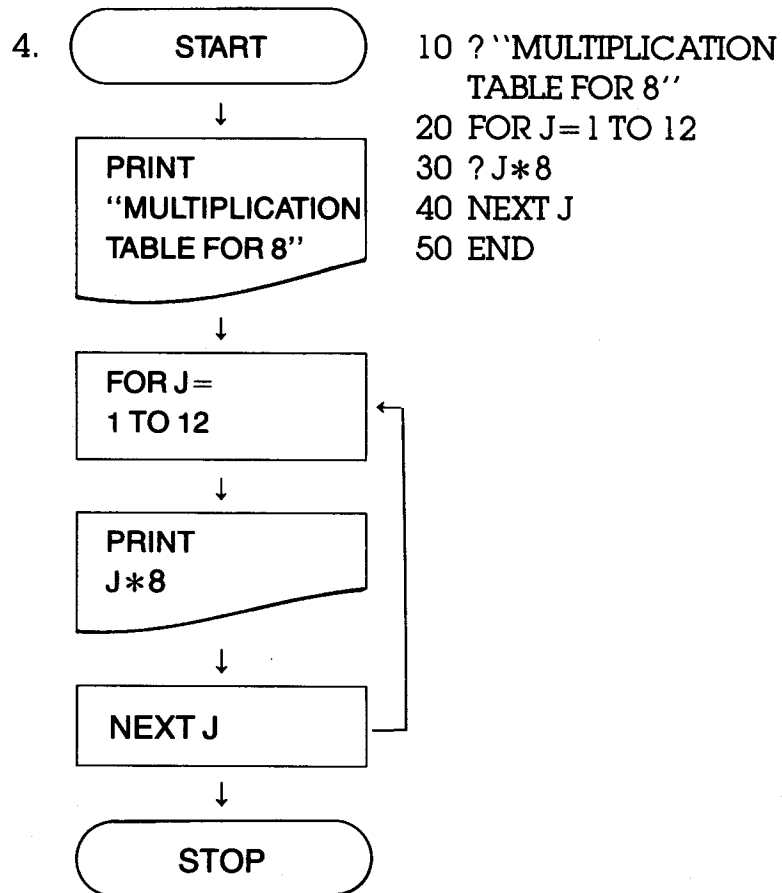 4.
START
PRINT
“MULTIPLICATION
TABLE FOR 8’’
FOR J=
1 TO 12
PRINT
J*8
NEXT J
STOP
10 ? “MULTIPLICATION
TABLE FOR 8’’
20 FOR J=1 TO 12
30 ? J*8
40 NEXT J
50 END